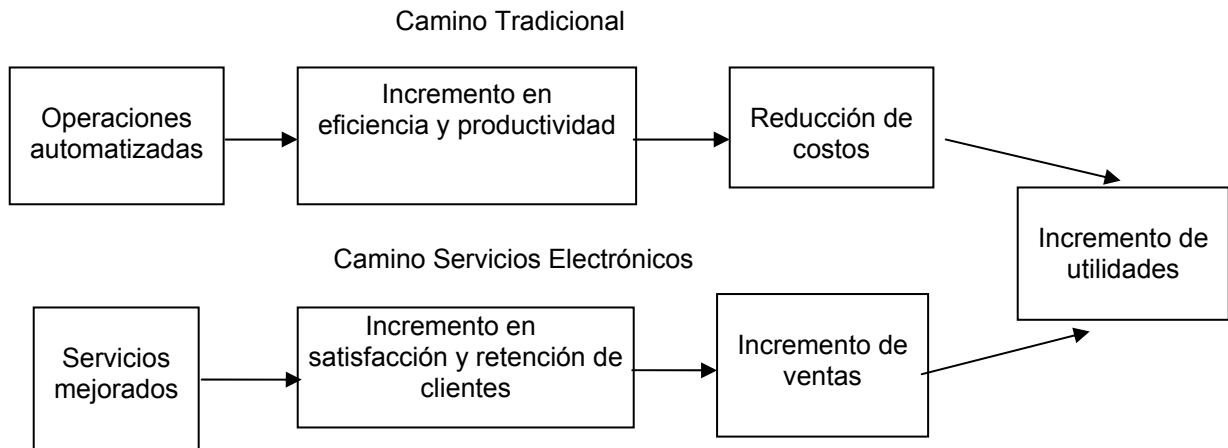 Camino Tradicional
Operaciones
automatizadas
Incremento en
eficiencia y productividad
Reducción de
costos
Incremento de
utilidades
Camino Servicios Electrónicos
Servicios
mejorados
Incremento en
satisfacción y retención de
clientes
Incremento de
ventas